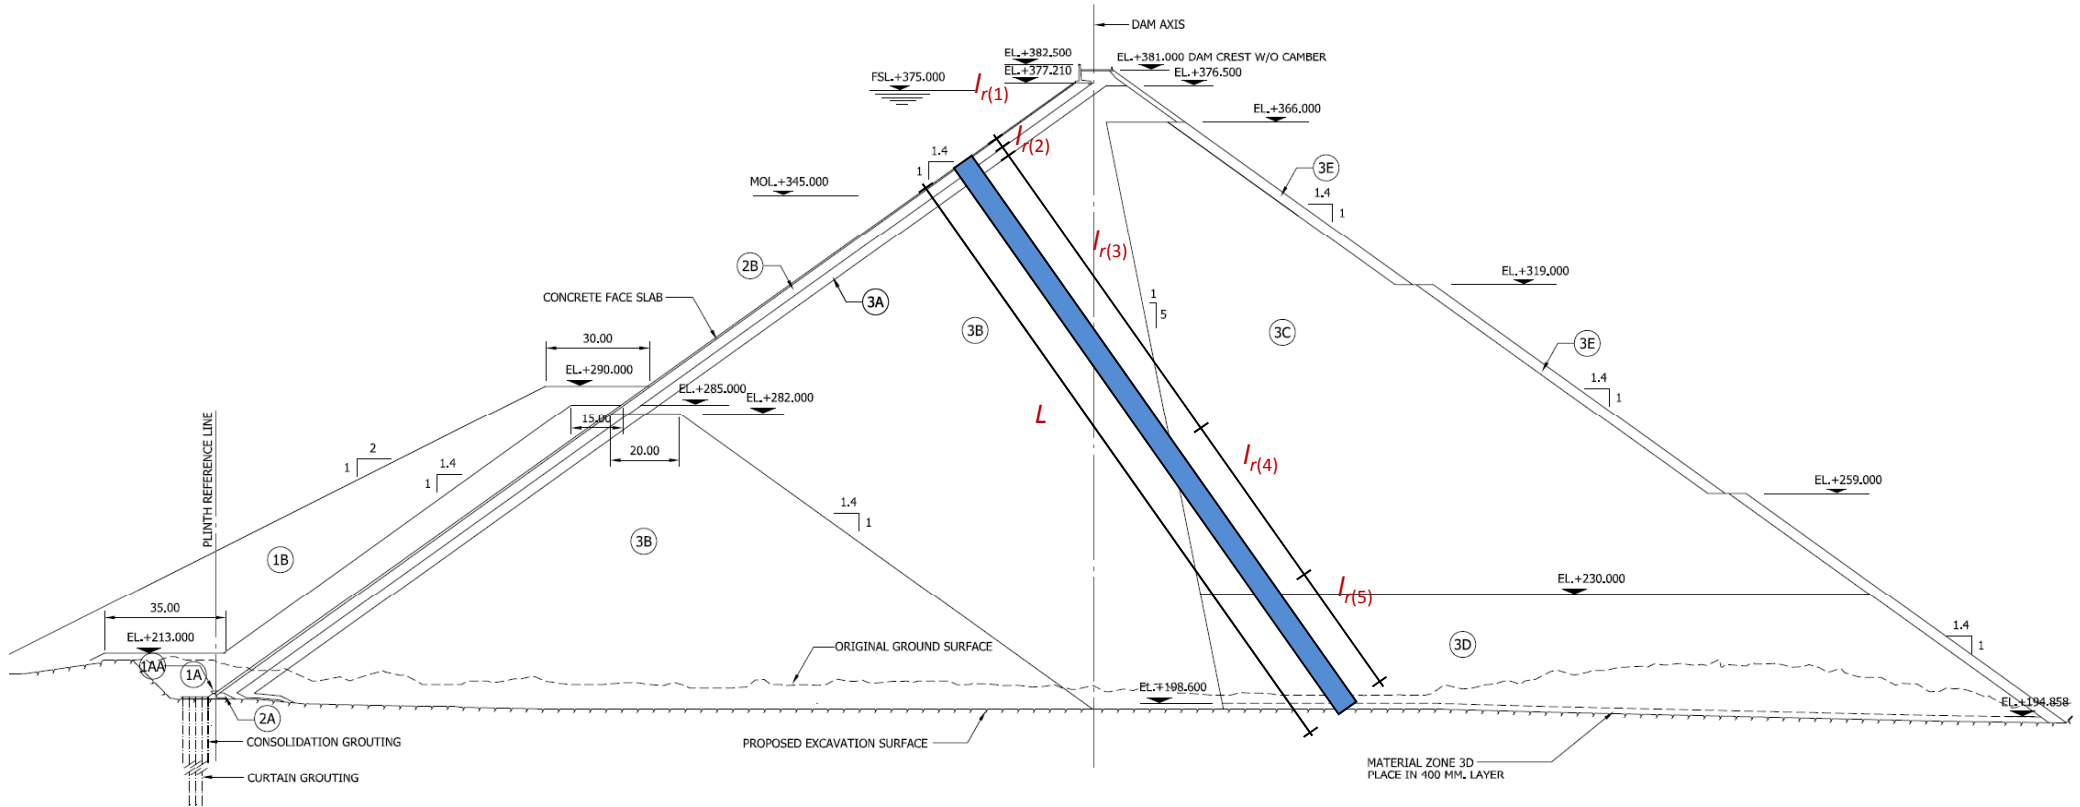 DAM AXIS
EL.+382.500
EL.+381.000 DAM CREST W/O CAMBER
EL.+377.210
EL.+376.500
FSL.+375.000
l r(1)
EL.+366.000
l r(2)
1.4
1
3E
MOL.+345.000
1.4
1
l r(3)
2B
EL.+319.000
CONCRETE FACE SLAB
3A
1
5
3B
3C
30.00
3E
EL.+290.000
1.4
1
EL.+285.000
EL.+282.000
15.00
L
20.00
2
1
1.4
1
l r(4)
EL.+259.000
PLINTH REFERENCE LINE
1.4
1
3B
1B
EL.+230.000
l r(5)
35.00
EL.+213.000
ORIGINAL GROUND SURFACE
3D
1.4
1
1AA
1A
EL.+198.600
EL.+194.858
2A
CONSOLIDATION GROUTING
PROPOSED EXCAVATION SURFACE
MATERIAL ZONE 3D
PLACE IN 400 MM. LAYER
CURTAIN GROUTING